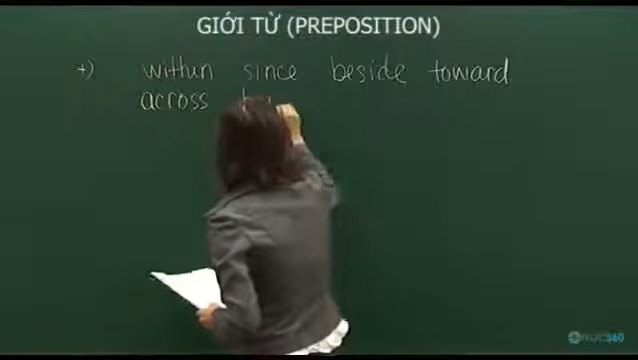 GIỚI TỪ (PREPOSITION)
+) within since beside toward
across